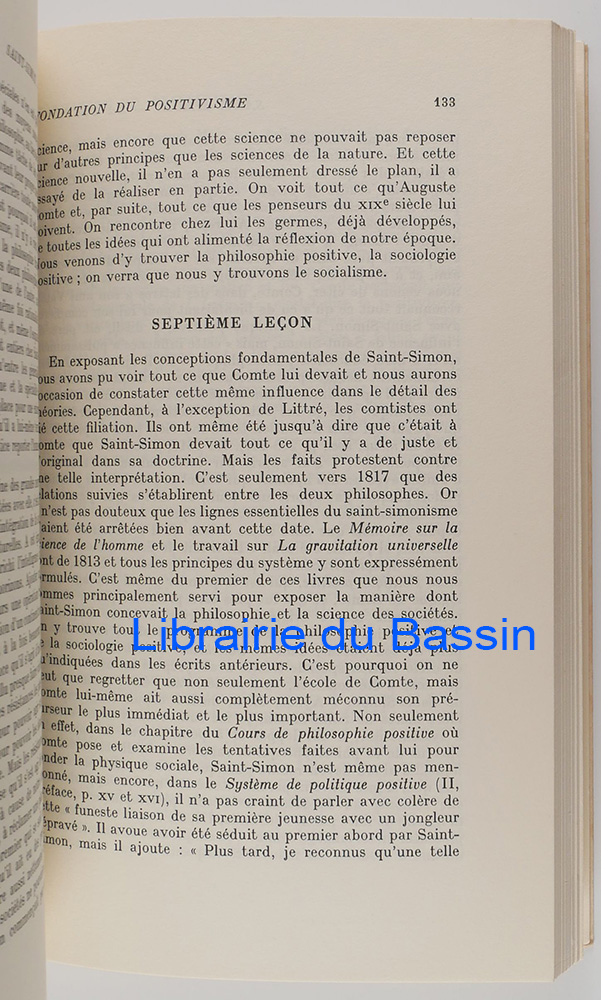 FONDATION DU POSITIVISME 133
science, mais encore que cette science ne pouvait pas reposer
sur d'autres principes que les sciences de la nature. Et cette
science nouvelle, il n'en a pas seulement dressé le plan, il a
essayé de la réaliser en partie. On voit tout ce qu'Auguste
Comte et, par suite, tout ce que les penseurs du XIXe siècle lui
doivent. On rencontre chez lui les germes, déjà développés,
de toutes les idées qui ont alimenté la réflexion de notre époque.
Nous venons d'y trouver la philosophie positive, la sociologie
positive ; on verra que nous y trouvons le socialisme.
SEPTIÈME LEÇON
En exposant les conceptions fondamentales de Saint-Simon,
nous avons pu voir tout ce que Comte lui devait et nous aurons
occasion de constater cette même influence dans le détail des
théories. Cependant, à l'exception de Littré, les comtistes ont
nié cette filiation. Ils ont même été jusqu'à dire que c'était à
Comte que Saint-Simon devait tout ce qu'il y a de juste et
d'original dans sa doctrine. Mais les faits protestent contre
une telle interprétation. C'est seulement vers 1817 que des
relations suivies s'établirent entre les deux philosophes. Or
il n'est pas douteux que les lignes essentielles du saint-simonisme
avaient été arrêtées bien avant cette date. Le Mémoire sur la
science de l'homme et le travail sur La gravitation universelle
sont de 1813 et tous les principes du système y sont expressément
formulés. C'est même du premier de ces livres que nous nous
sommes principalement servi pour exposer la manière dont
Saint-Simon concevait la philosophie et la science des sociétés.
On y trouve tout le programme de la philosophie positive et
de la sociologie positive, et les mêmes idées étaient déjà plus
qu'indiquées dans les écrits antérieurs. C'est pourquoi on ne
peut que regretter que non seulement l'école de Comte, mais
Comte lui-même ait aussi complètement méconnu son pré-
curseur le plus immédiat et le plus important. Non seulement
en effet, dans le chapitre du Cours de philosophie positive où
Comte pose et examine les tentatives faites avant lui pour
fonder la physique sociale, Saint-Simon n'est même pas men-
tionné, mais encore, dans le Système de politique positive (II,
préface, p. XV et XVI), il n'a pas craint de parler avec colère de
cette « funeste liaison de sa première jeunesse avec un jongleur
dépravé ». Il avoue avoir été séduit au premier abord par Saint-
Simon, mais il ajoute : « Plus tard, je reconnus qu'une telle
Librairie du Bassin